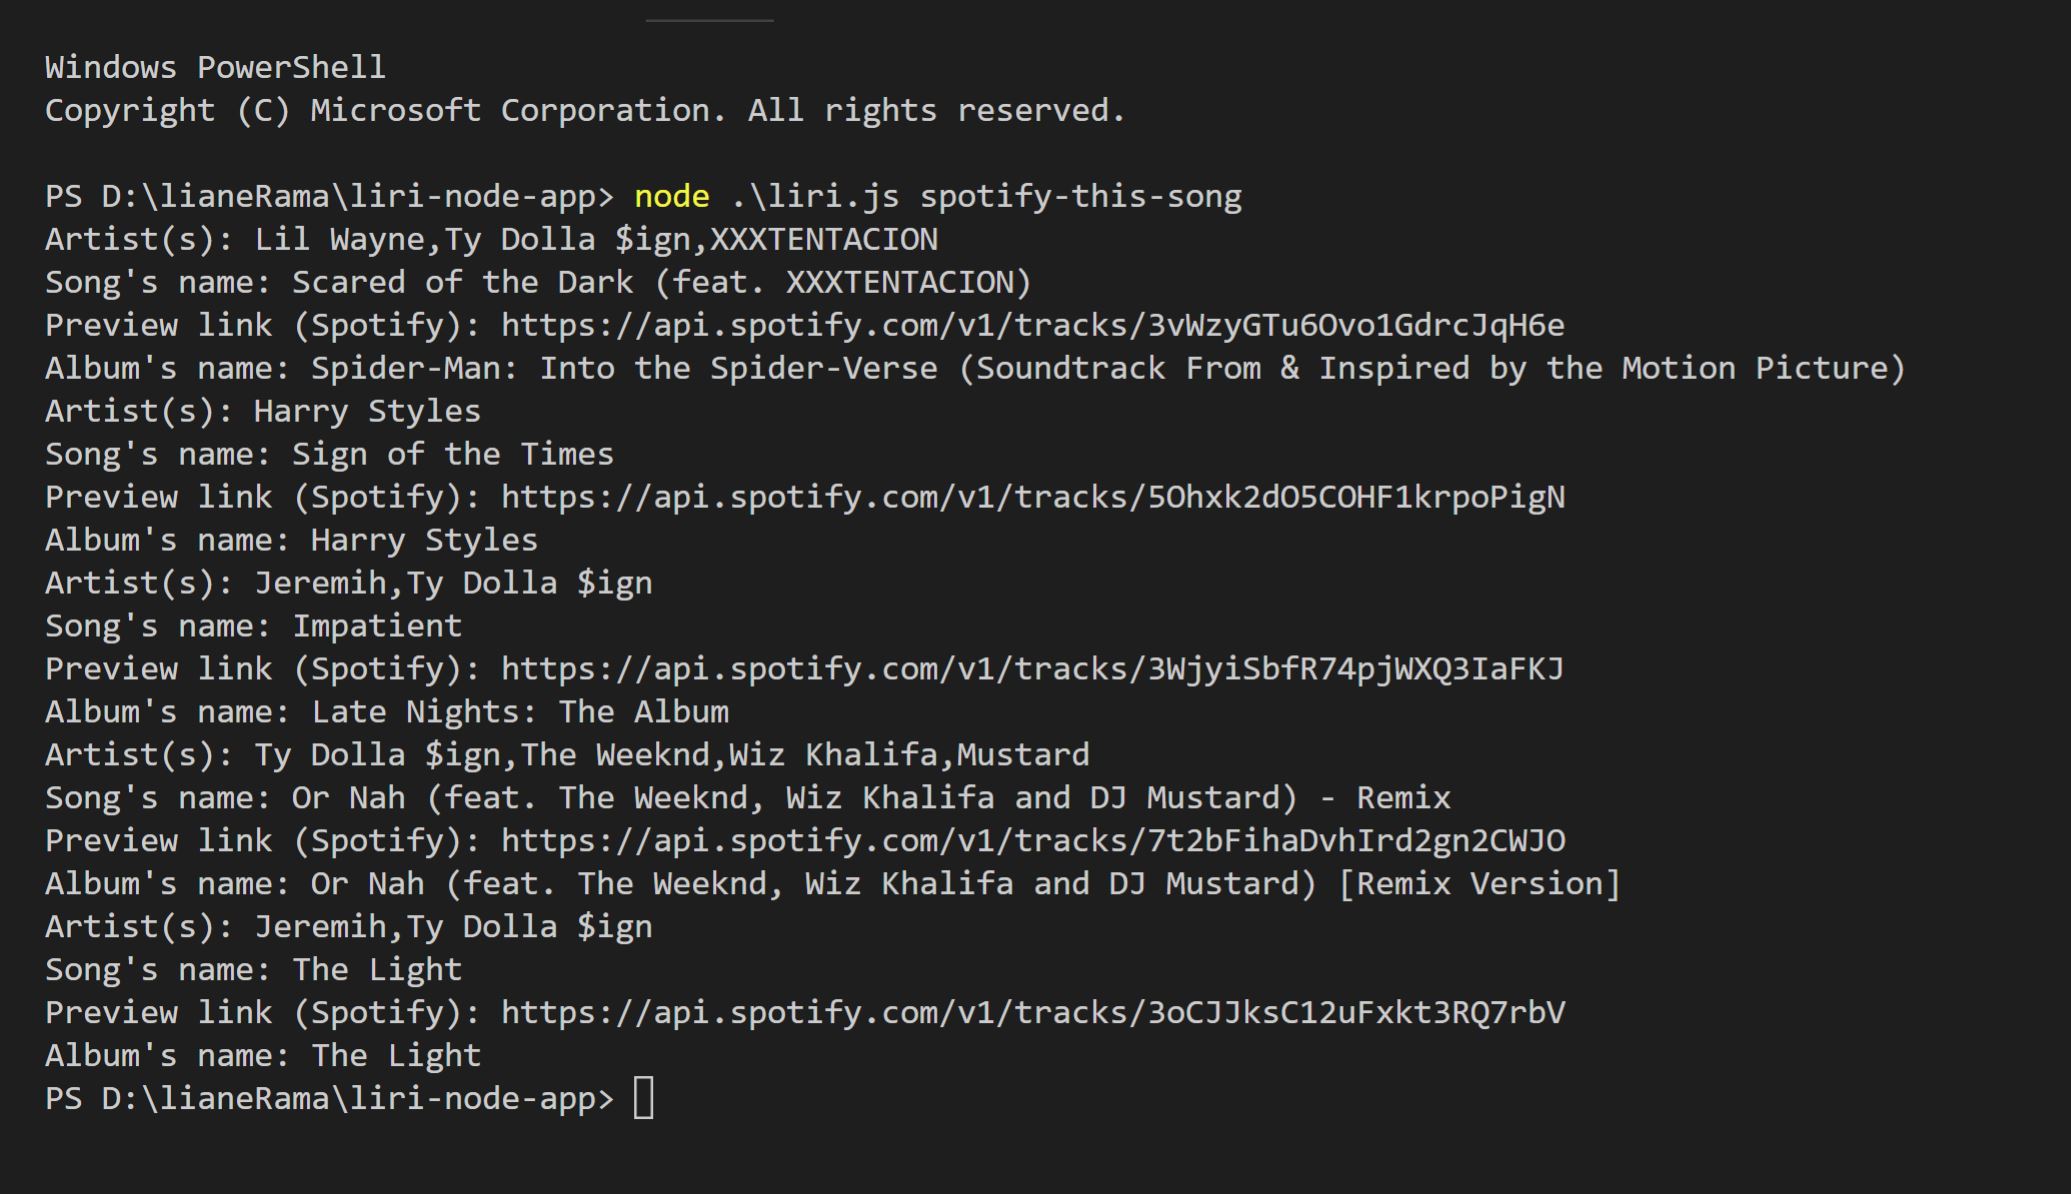 Windows PowerShell
Copyright (C) Microsoft Corporation. All rights reserved.
PS D:\lianeRama\liri-node-app> node .\liri.js spotify-this-song
Artist(s): Lil Wayne,Ty Dolla $ign,XXXTENTACION
Song's name: Scared of the Dark (feat. XXXTENTACION)
Preview link (Spotify): https://api.spotify.com/v1/tracks/3vWzyGTu6Ovo1GdrcJqH6e
Album's name: Spider-Man: Into the Spider-Verse (Soundtrack From & Inspired by the Motion Picture)
Artist(s): Harry Styles
Song's name: Sign of the Times
Preview link (Spotify): https://api.spotify.com/v1/tracks/5Ohxk2dO5COHF1krpoPigN
Album's name: Harry Styles
Artist(s): Jeremih,Ty Dolla $ign
Song's name: Impatient
Preview link (Spotify): https://api.spotify.com/v1/tracks/3WjyiSbfR74pjWXQ3IaFKJ
Album's name: Late Nights: The Album
Artist(s): Ty Dolla $ign,The Weeknd,Wiz Khalifa,Mustard
Song's name: Or Nah (feat. The Weeknd, Wiz Khalifa and DJ Mustard) - Remix
Preview link (Spotify): https://api.spotify.com/v1/tracks/7t2bFihaDvhIrd2gn2CWJO
Album's name: Or Nah (feat. The Weeknd, Wiz Khalifa and DJ Mustard) [Remix Version]
Artist(s): Jeremih,Ty Dolla $ign
Song's name: The Light
Preview link (Spotify): https://api.spotify.com/v1/tracks/3oCJJksC12uFxkt3RQ7rbV
Album's name: The Light
PS D:\lianeRama\liri-node-app>